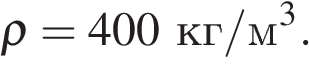 ρ = 400 кг/м³.